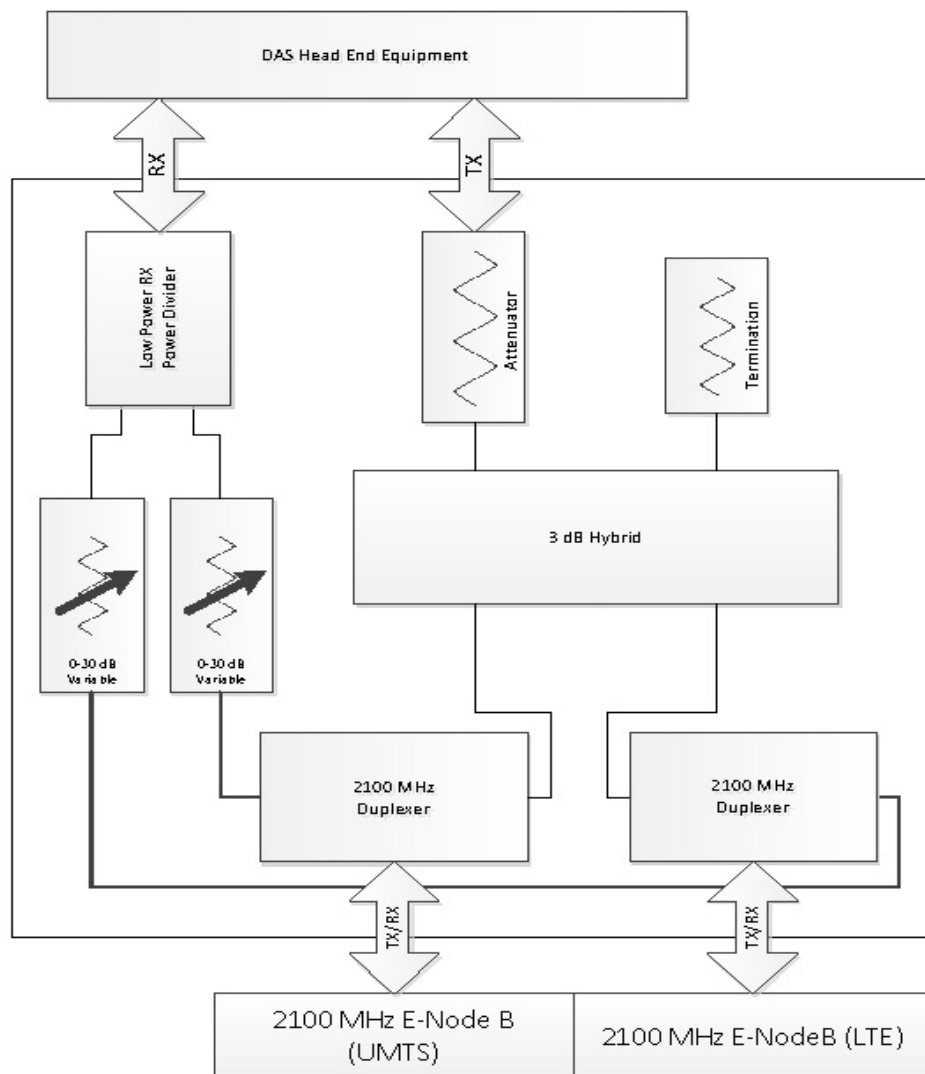 DAS Head End Equipment
RX
TX
Low Power RX
Power Divider
Attenuator
Termination
3 dB Hybrid
0-30 dB
Variable
0-30 dB
Variable
2100 MHz
Duplexer
2100 MHz
Duplexer
TX/RX
TX/RX
2100 MHz E-Node B
(UMTS)
2100 MHz E-NodeB (LTE)